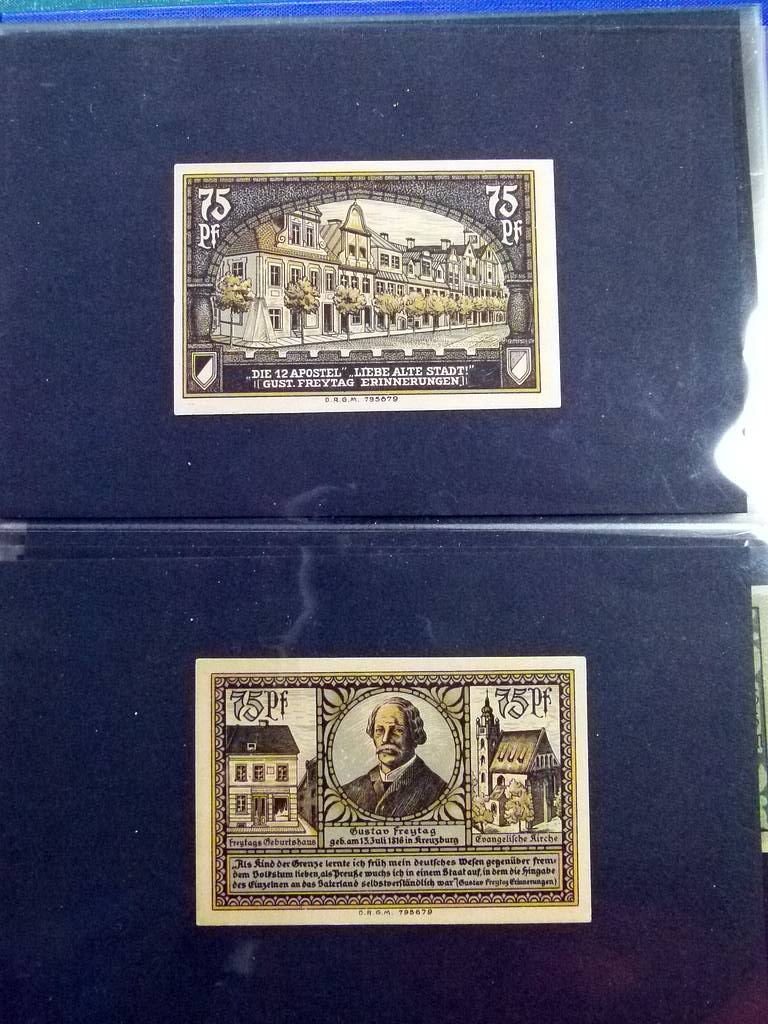 75 Pf
75 Pf
„DIE 12 APOSTEL" „LIEBE ALTE STADT!"
(GUST. FREYTAG ERINNERUNGEN)
D.R.G.M. 795679
75 Pf
75 Pf
Freytags Geburtshaus
Gustav Freytag
geb. am 13. Juli 1816 in Kreuzburg
Evangelische Kirche
„Als Kind der Grenze lernte ich früh mein deutsches Wesen gegenüber frem=
dem Volkstum lieben, als Preuße wuchs ich in einem Staat auf, in dem die Hingabe
des Einzelnen an das Vaterland selbstverständlich war" (Gustav Freytag Erinnerungen)
D.R.G.M. 795679